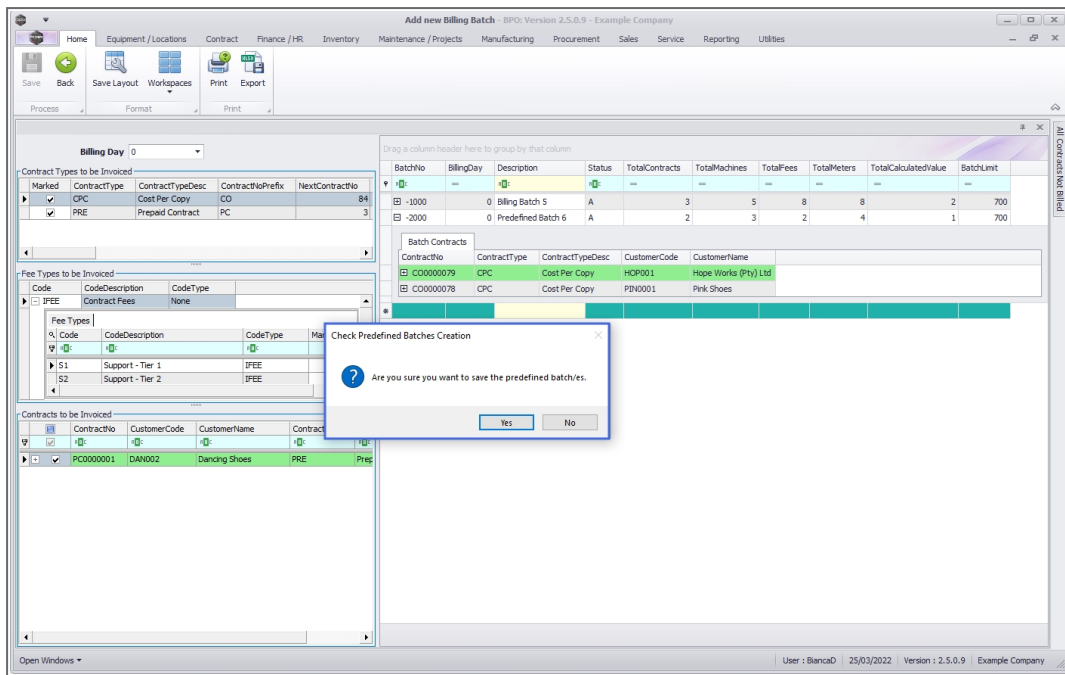 Add new Billing Batch - BPO: Version 2.5.0.9 - Example Company
Home Equipment / Locations Contract Finance / HR Inventory Maintenance / Projects Manufacturing Procurement Sales Service Reporting Utilities
Save Back Save Layout Workspaces Print Export
Process Format Print
Billing Day 0
Contract Types to be Invoiced
Marked ContractType ContractTypeDesc ContractNoPrefix NextContractNo
CPC Cost Per Copy CO 84
PRE Prepaid Contract PC 3
Fee Types to be Invoiced
Code CodeDescription CodeType
IFEE Contract Fees None
Fee Types
Code CodeDescription CodeType Mar
S1 Support - Tier 1 IFEE
S2 Support - Tier 2 IFEE
Contracts to be Invoiced
ContractNo CustomerCode CustomerName Contract
PC0000001 DAN002 Dancing Shoes PRE Prep
Drag a column header here to group by that column
BatchNo BillingDay Description Status TotalContracts TotalMachines TotalFees TotalMeters TotalCalculatedValue BatchLimit
= = = = = = =
-1000 0 Billing Batch 5 A 3 5 8 8 2 700
-2000 0 Predefined Batch 6 A 2 3 2 4 1 700
Batch Contracts
ContractNo ContractType ContractTypeDesc CustomerCode CustomerName
CO0000079 CPC Cost Per Copy HOP001 Hope Works (Pty) Ltd
CO0000078 CPC Cost Per Copy PIN0001 Pink Shoes
All Contracts Not Billed
Check Predefined Batches Creation
Are you sure you want to save the predefined batch/es.
Yes No
Open Windows
User : BiancaD 25/03/2022 Version : 2.5.0.9 Example Company